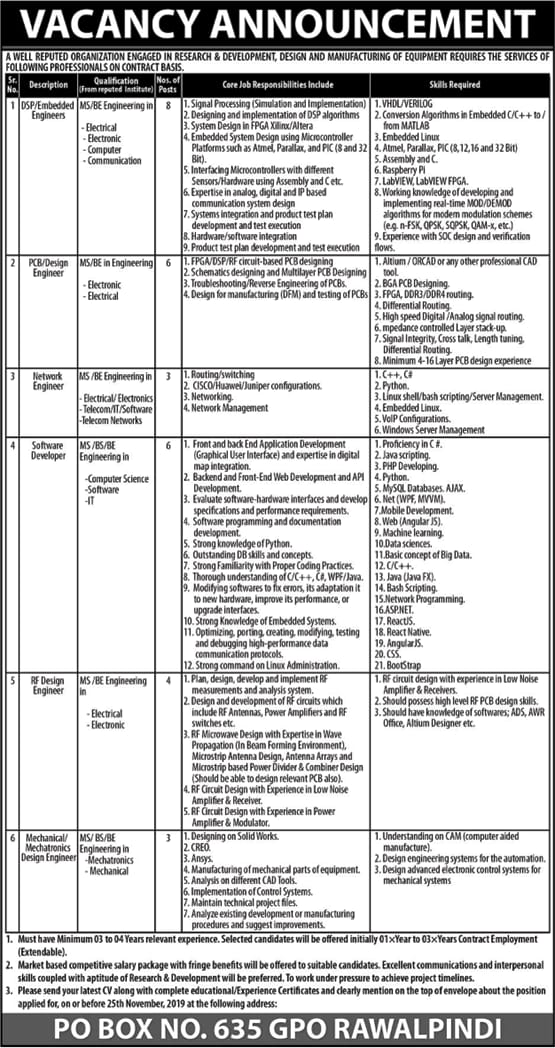 VACANCY ANNOUNCEMENT
A WELL REPUTED ORGANIZATION ENGAGED IN RESEARCH & DEVELOPMENT, DESIGN AND MANUFACTURING OF EQUIPMENT REQUIRES THE SERVICES OF
FOLLOWING PROFESSIONALS ON CONTRACT BASIS.
Sr. No.
Description
Qualification (From reputed Institute)
Nos. of Posts
Core Job Responsibilities Include
Skills Required
1
DSP/Embedded
Engineers
MS/BE Engineering in
- Electrical
- Electronic
- Computer
- Communication
8
1. Signal Processing (Simulation and Implementation)
2. Designing and implementation of DSP algorithms
3. System Design in FPGA Xilinx/Altera
4. Embedded System Design using Microcontroller
Platforms such as Atmel, Parallax, and PIC (8 and 32
Bit).
5. Interfacing Microcontrollers with different
Sensors/Hardware using Assembly and C etc.
6. Expertise in analog, digital and IP based
communication system design
7. Systems integration and product test plan
development and test execution
8. Hardware/software integration
9. Product test plan development and test execution
1. VHDL/VERILOG
2. Conversion Algorithms in Embedded C/C++ to /
from MATLAB
3. Embedded Linux
4. Atmel, Parallax, PIC (8,12,16 and 32 Bit)
5. Assembly and C.
6. Raspberry Pi
7. LabVIEW, LabVIEW FPGA.
8. Working knowledge of developing and
implementing real-time MOD/DEMOD
algorithms for modern modulation schemes
(e.g. n-FSK, QPSK, SQPSK, QAM-x, etc.)
9. Experience with SOC design and verification
flows.
2
PCB/Design
Engineer
MS/BE in Engineering
- Electronic
- Electrical
6
1. FPGA/DSP/RF circuit-based PCB designing
2. Schematics designing and Multilayer PCB Designing
3. Troubleshooting/Reverse Engineering of PCBs.
4. Design for manufacturing (DFM) and testing of PCBs
1. Altium / ORCAD or any other professional CAD
tool.
2. BGA PCB Designing.
3. FPGA, DDR3/DDR4 routing.
4. Differential Routing.
5. High speed Digital /Analog signal routing.
6. mpedance controlled Layer stack-up.
7. Signal Integrity, Cross talk, Length tuning,
Differential Routing.
8. Minimum 4-16 Layer PCB design experience
3
Network
Engineer
MS /BE Engineering in
- Electrical/ Electronics
- Telecom/IT/Software
-Telecom Networks
3
1. Routing/switching
2. CISCO/Huawei/Juniper configurations.
3. Networking.
4. Network Management
1. C++, C#
2. Python.
3. Linux shell/bash scripting/Server Management.
4. Embedded Linux.
5. VoIP Configurations.
6. Windows Server Management
4
Software
Developer
MS /BS/BE
Engineering in
-Computer Science
-Software
-IT
6
1. Front and back End Application Development
(Graphical User Interface) and expertise in digital
map integration.
2. Backend and Front-End Web Development and API
Development.
3. Evaluate software-hardware interfaces and develop
specifications and performance requirements.
4. Software programming and documentation
development.
5. Strong knowledge of Python.
6. Outstanding DB skills and concepts.
7. Strong Familiarity with Proper Coding Practices.
8. Thorough understanding of C/C++, C#, WPF/Java.
9. Modifying softwares to fix errors, its adaptation it
to new hardware, improve its performance, or
upgrade interfaces.
10. Strong Knowledge of Embedded Systems.
11. Optimizing, porting, creating, modifying, testing
and debugging high-performance data
communication protocols.
12. Strong command on Linux Administration.
1. Proficiency in C #.
2. Java scripting.
3. PHP Developing.
4. Python.
5. MySQL Databases. AJAX.
6. Net (WPF, MVVM).
7.Mobile Development.
8. Web (Angular JS).
9. Machine learning.
10.Data sciences.
11.Basic concept of Big Data.
12. C/C++.
13. Java (Java FX).
14. Bash Scripting.
15.Network Programming.
16.ASP.NET.
17. ReactJS.
18. React Native.
19. AngularJS.
20. CSS.
21. BootStrap
5
RF Design
Engineer
MS /BE Engineering
in
- Electrical
- Electronic
4
1. Plan, design, develop and implement RF
measurements and analysis system.
2. Design and development of RF circuits which
include RF Antennas, Power Amplifiers and RF
switches etc.
3. RF Microwave Design with Expertise in Wave
Propagation (In Beam Forming Environment),
Microstrip Antenna Design, Antenna Arrays and
Microstrip based Power Divider & Combiner Design
(Should be able to design relevant PCB also).
4. RF Circuit Design with Experience in Low Noise
Amplifier & Receiver.
5. RF Circuit Design with Experience in Power
Amplifier & Modulator.
1. RF circuit design with experience in Low Noise
Amplifier & Receivers.
2. Should possess high level RF PCB design skills.
3. Should have knowledge of softwares; ADS, AWR
Office, Altium Designer etc.
6
Mechanical/
Mechatronics
Design Engineer
MS/ BS/BE
Engineering in
-Mechatronics
- Mechanical
3
1. Designing on Solid Works.
2. CREO.
3. Ansys.
4. Manufacturing of mechanical parts of equipment.
5. Analysis on different CAD Tools.
6. Implementation of Control Systems.
7. Maintain technical project files.
7. Analyze existing development or manufacturing
procedures and suggest improvements.
1. Understanding on CAM (computer aided
manufacture).
2. Design engineering systems for the automation.
3. Design advanced electronic control systems for
mechanical systems
1. Must have Minimum 03 to 04 Years relevant experience. Selected candidates will be offered initially 01×Year to 03×Years Contract Employment
(Extendable).
2. Market based competitive salary package with fringe benefits will be offered to suitable candidates. Excellent communications and interpersonal
skills coupled with aptitude of Research & Development will be preferred. To work under pressure to achieve project timelines.
3. Please send your latest CV along with complete educational/Experience Certificates and clearly mention on the top of envelope about the position
applied for, on or before 25th November, 2019 at the following address:
PO BOX NO. 635 GPO RAWALPINDI